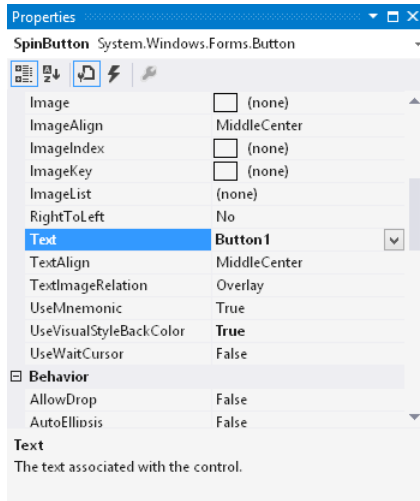 Properties
SpinButton System.Windows.Forms.Button
Image (none)
ImageAlign MiddleCenter
ImageIndex (none)
ImageKey (none)
ImageList (none)
RightToLeft No
Text Button1
TextAlign MiddleCenter
TextImageRelation Overlay
UseMnemonic True
UseVisualStyleBackColor True
UseWaitCursor False
Behavior
AllowDrop False
AutoEllipsis False
Text
The text associated with the control.